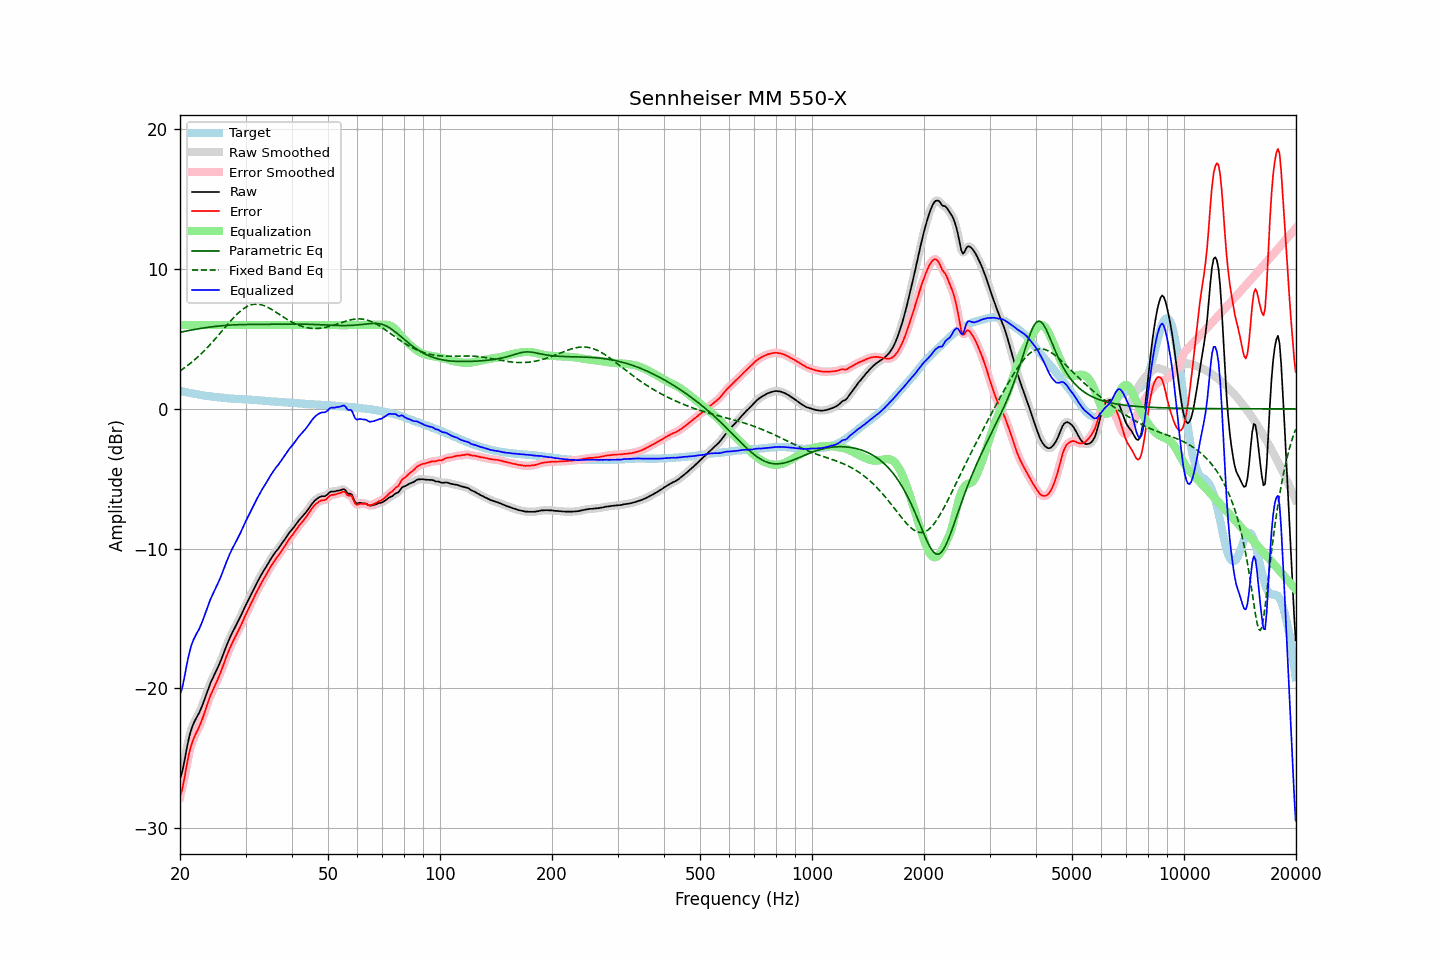 Sennheiser MM 550-X
Target
Raw Smoothed
Error Smoothed
Raw
Error
Equalization
Parametric Eq
Fixed Band Eq
Equalized
20
10
0
−10
−20
−30
Amplitude (dBr)
20 50 100 200 500 1000 2000 5000 10000 20000
Frequency (Hz)